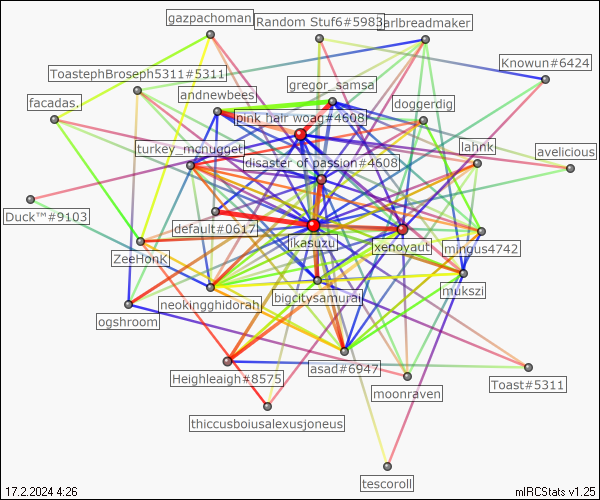 gazpachoman
Random Stuf6#5983
arlbreadmaker
Knowun#6424
ToastephBroseph5311#5311
gregor_samsa
andnewbees
facadas.
doggerdig
pink hair woag#4608
turkey_mcnugget
lahnk
avelicious
disaster of passion#4608
Duck™#9103
default#0617
ikasuzu
xenoyaut
mingus4742
ZeeHonK
mukszi
neokingghidorah
bigcitysamurai
ogshroom
Heighleaigh#8575
asad#6947
moonraven
Toast#5311
thiccusboiusalexusjoneus
tescoroll
17.2.2024 4:26
mIRCStats v1.25